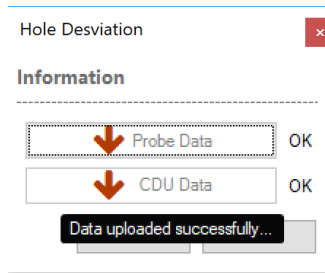 Hole Desviation
×
Information
Probe Data OK
CDU Data OK
Data uploaded successfully...